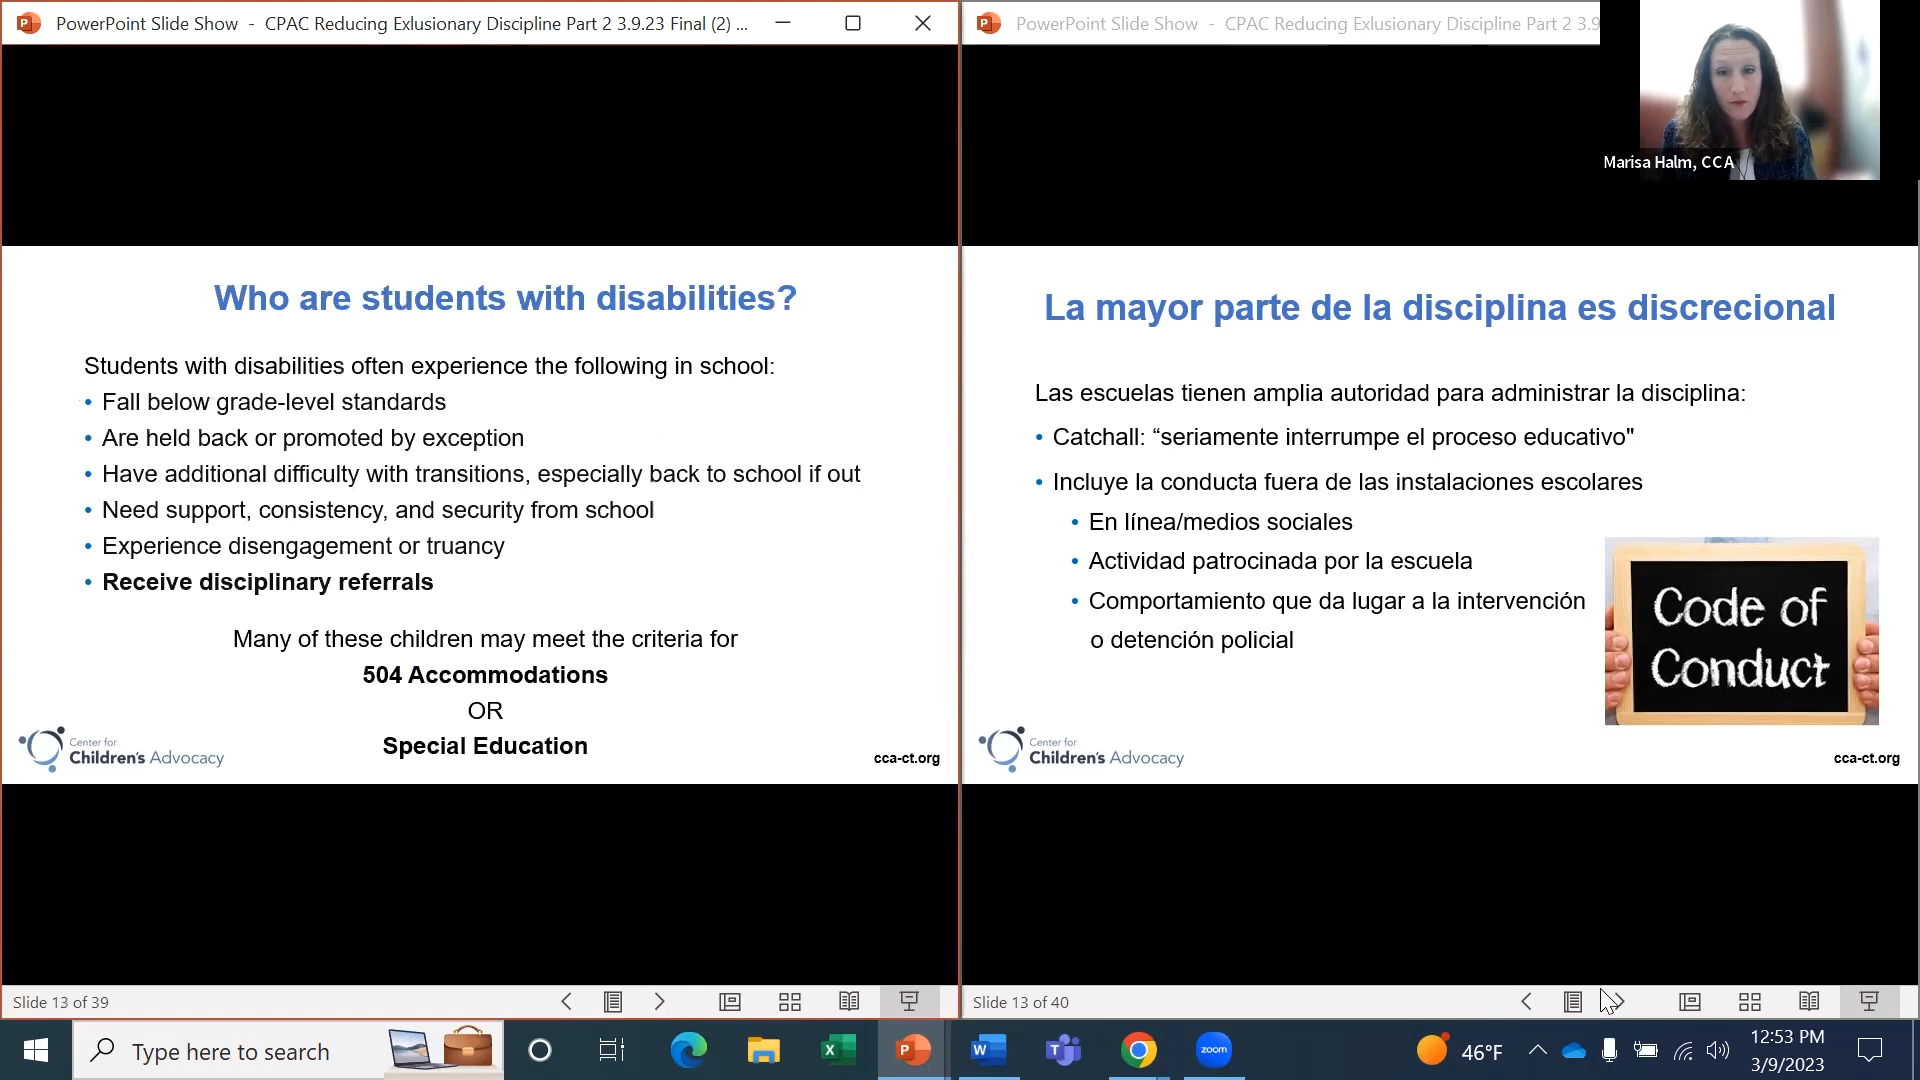 PowerPoint Slide Show - CPAC Reducing Exlusionary Discipline Part 2 3.9.23 Final (2) ...
Who are students with disabilities?
Students with disabilities often experience the following in school:
• Fall below grade-level standards
• Are held back or promoted by exception
• Have additional difficulty with transitions, especially back to school if out
• Need support, consistency, and security from school
• Experience disengagement or truancy
• Receive disciplinary referrals
Many of these children may meet the criteria for
504 Accommodations
OR
Special Education
Center for
Children's Advocacy
cca-ct.org
Slide 13 of 39
PowerPoint Slide Show - CPAC Reducing Exlusionary Discipline Part 2 3.9
Marisa Halm, CCA
La mayor parte de la disciplina es discrecional
Las escuelas tienen amplia autoridad para administrar la disciplina:
• Catchall: “seriamente interrumpe el proceso educativo"
• Incluye la conducta fuera de las instalaciones escolares
• En línea/medios sociales
• Actividad patrocinada por la escuela
• Comportamiento que da lugar a la intervención
o detención policial
Code of
Conduct
Center for
Children's Advocacy
cca-ct.org
Slide 13 of 40
Type here to search
zoom
46°F
12:53 PM
3/9/2023